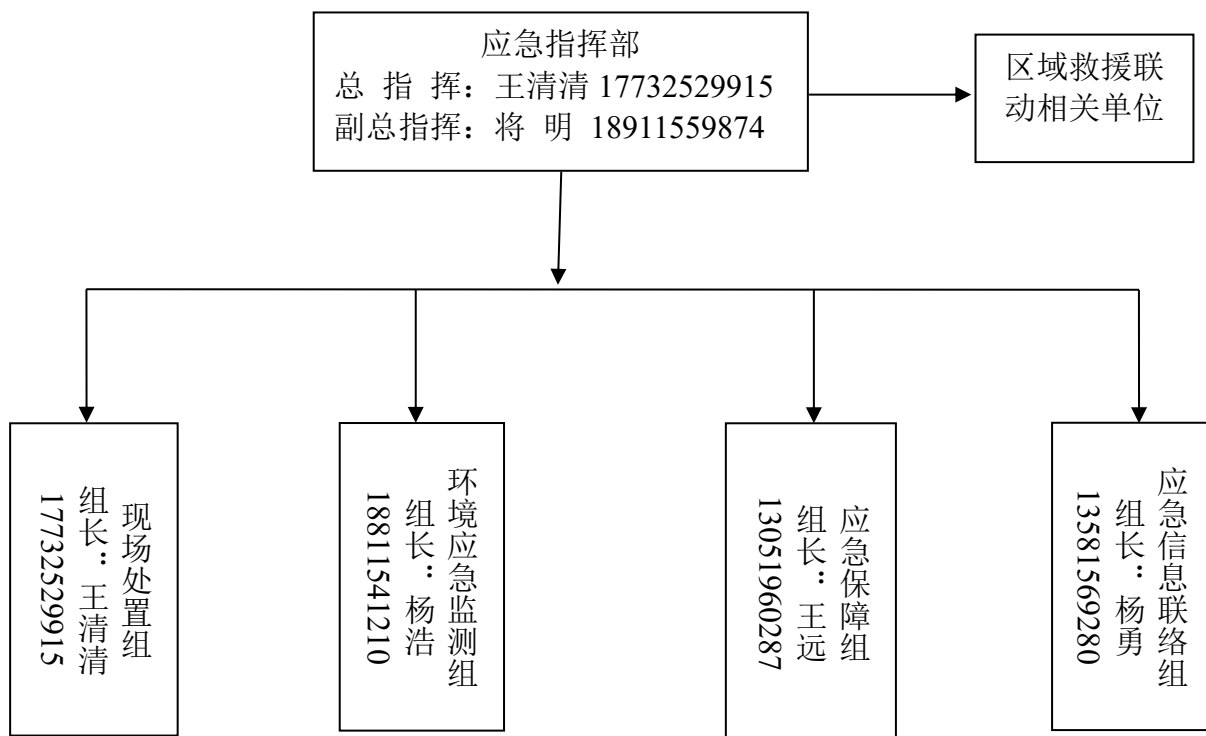 应急指挥部
总 指 挥：王清清 17732529915
副总指挥：将 明 18911559874
区域救援联
动相关单位
现场处置组
组长：王清清
17732529915
环境应急监测组
组长：杨浩
18811541210
应急保障组
组长：王远
13051960287
应急信息联络组
组长：杨勇
13581569280